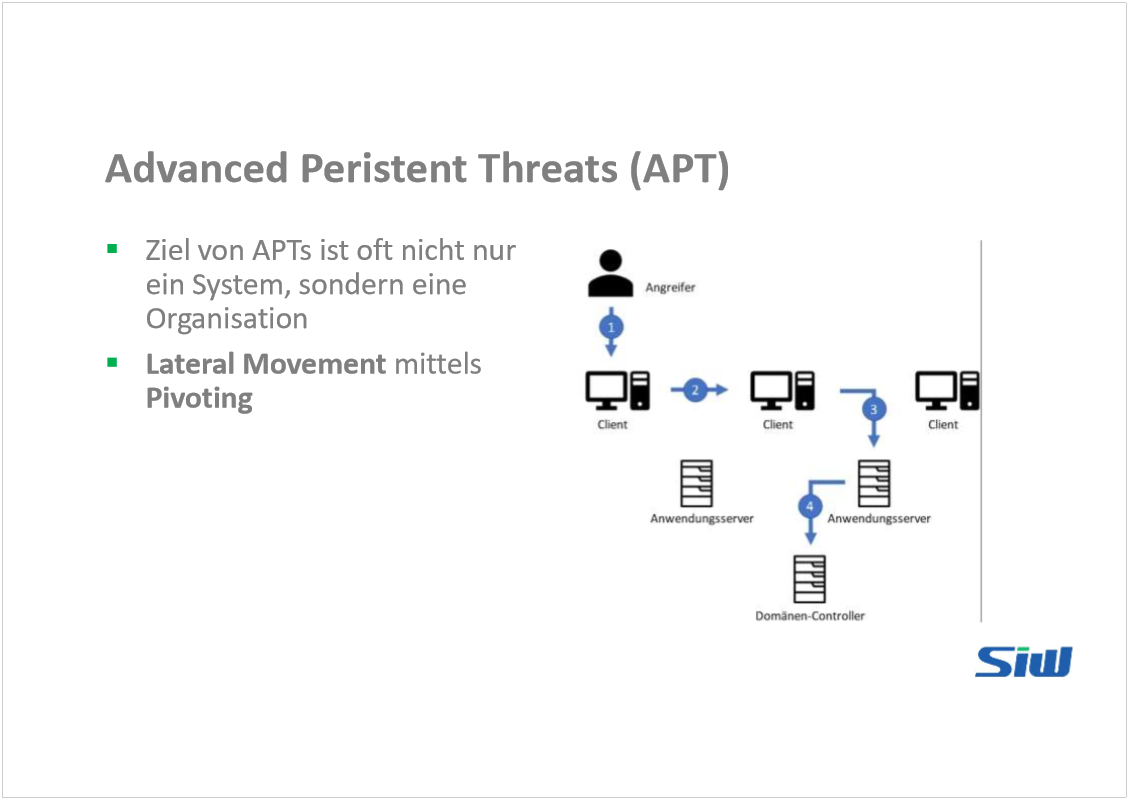 Advanced Peristent Threats (APT)
▪ Ziel von APTs ist oft nicht nur
ein System, sondern eine
Organisation
▪ Lateral Movement mittels
Pivoting
Angreifer
1
2
Client
Client
3
Client
4
Anwendungsserver
Anwendungsserver
Domänen-Controller
SiW